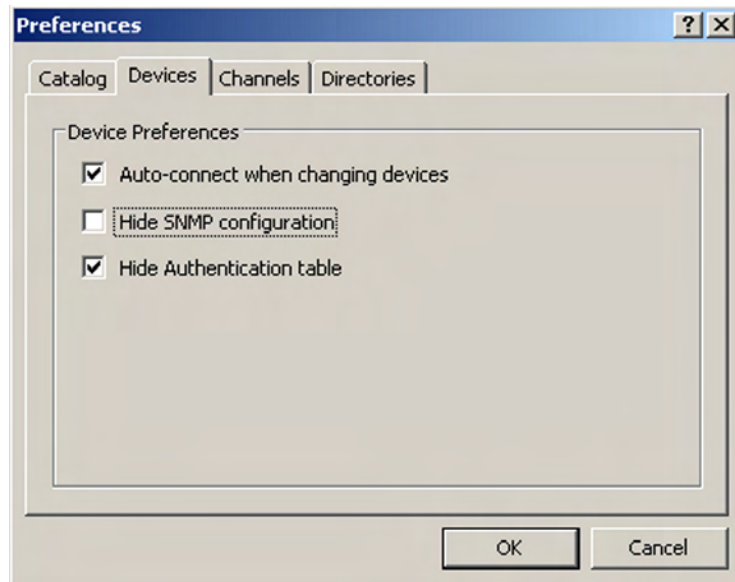 Preferences
?
Catalog Devices Channels Directories
Device Preferences
Auto-connect when changing devices
Hide SNMP configuration
Hide Authentication table
OK Cancel